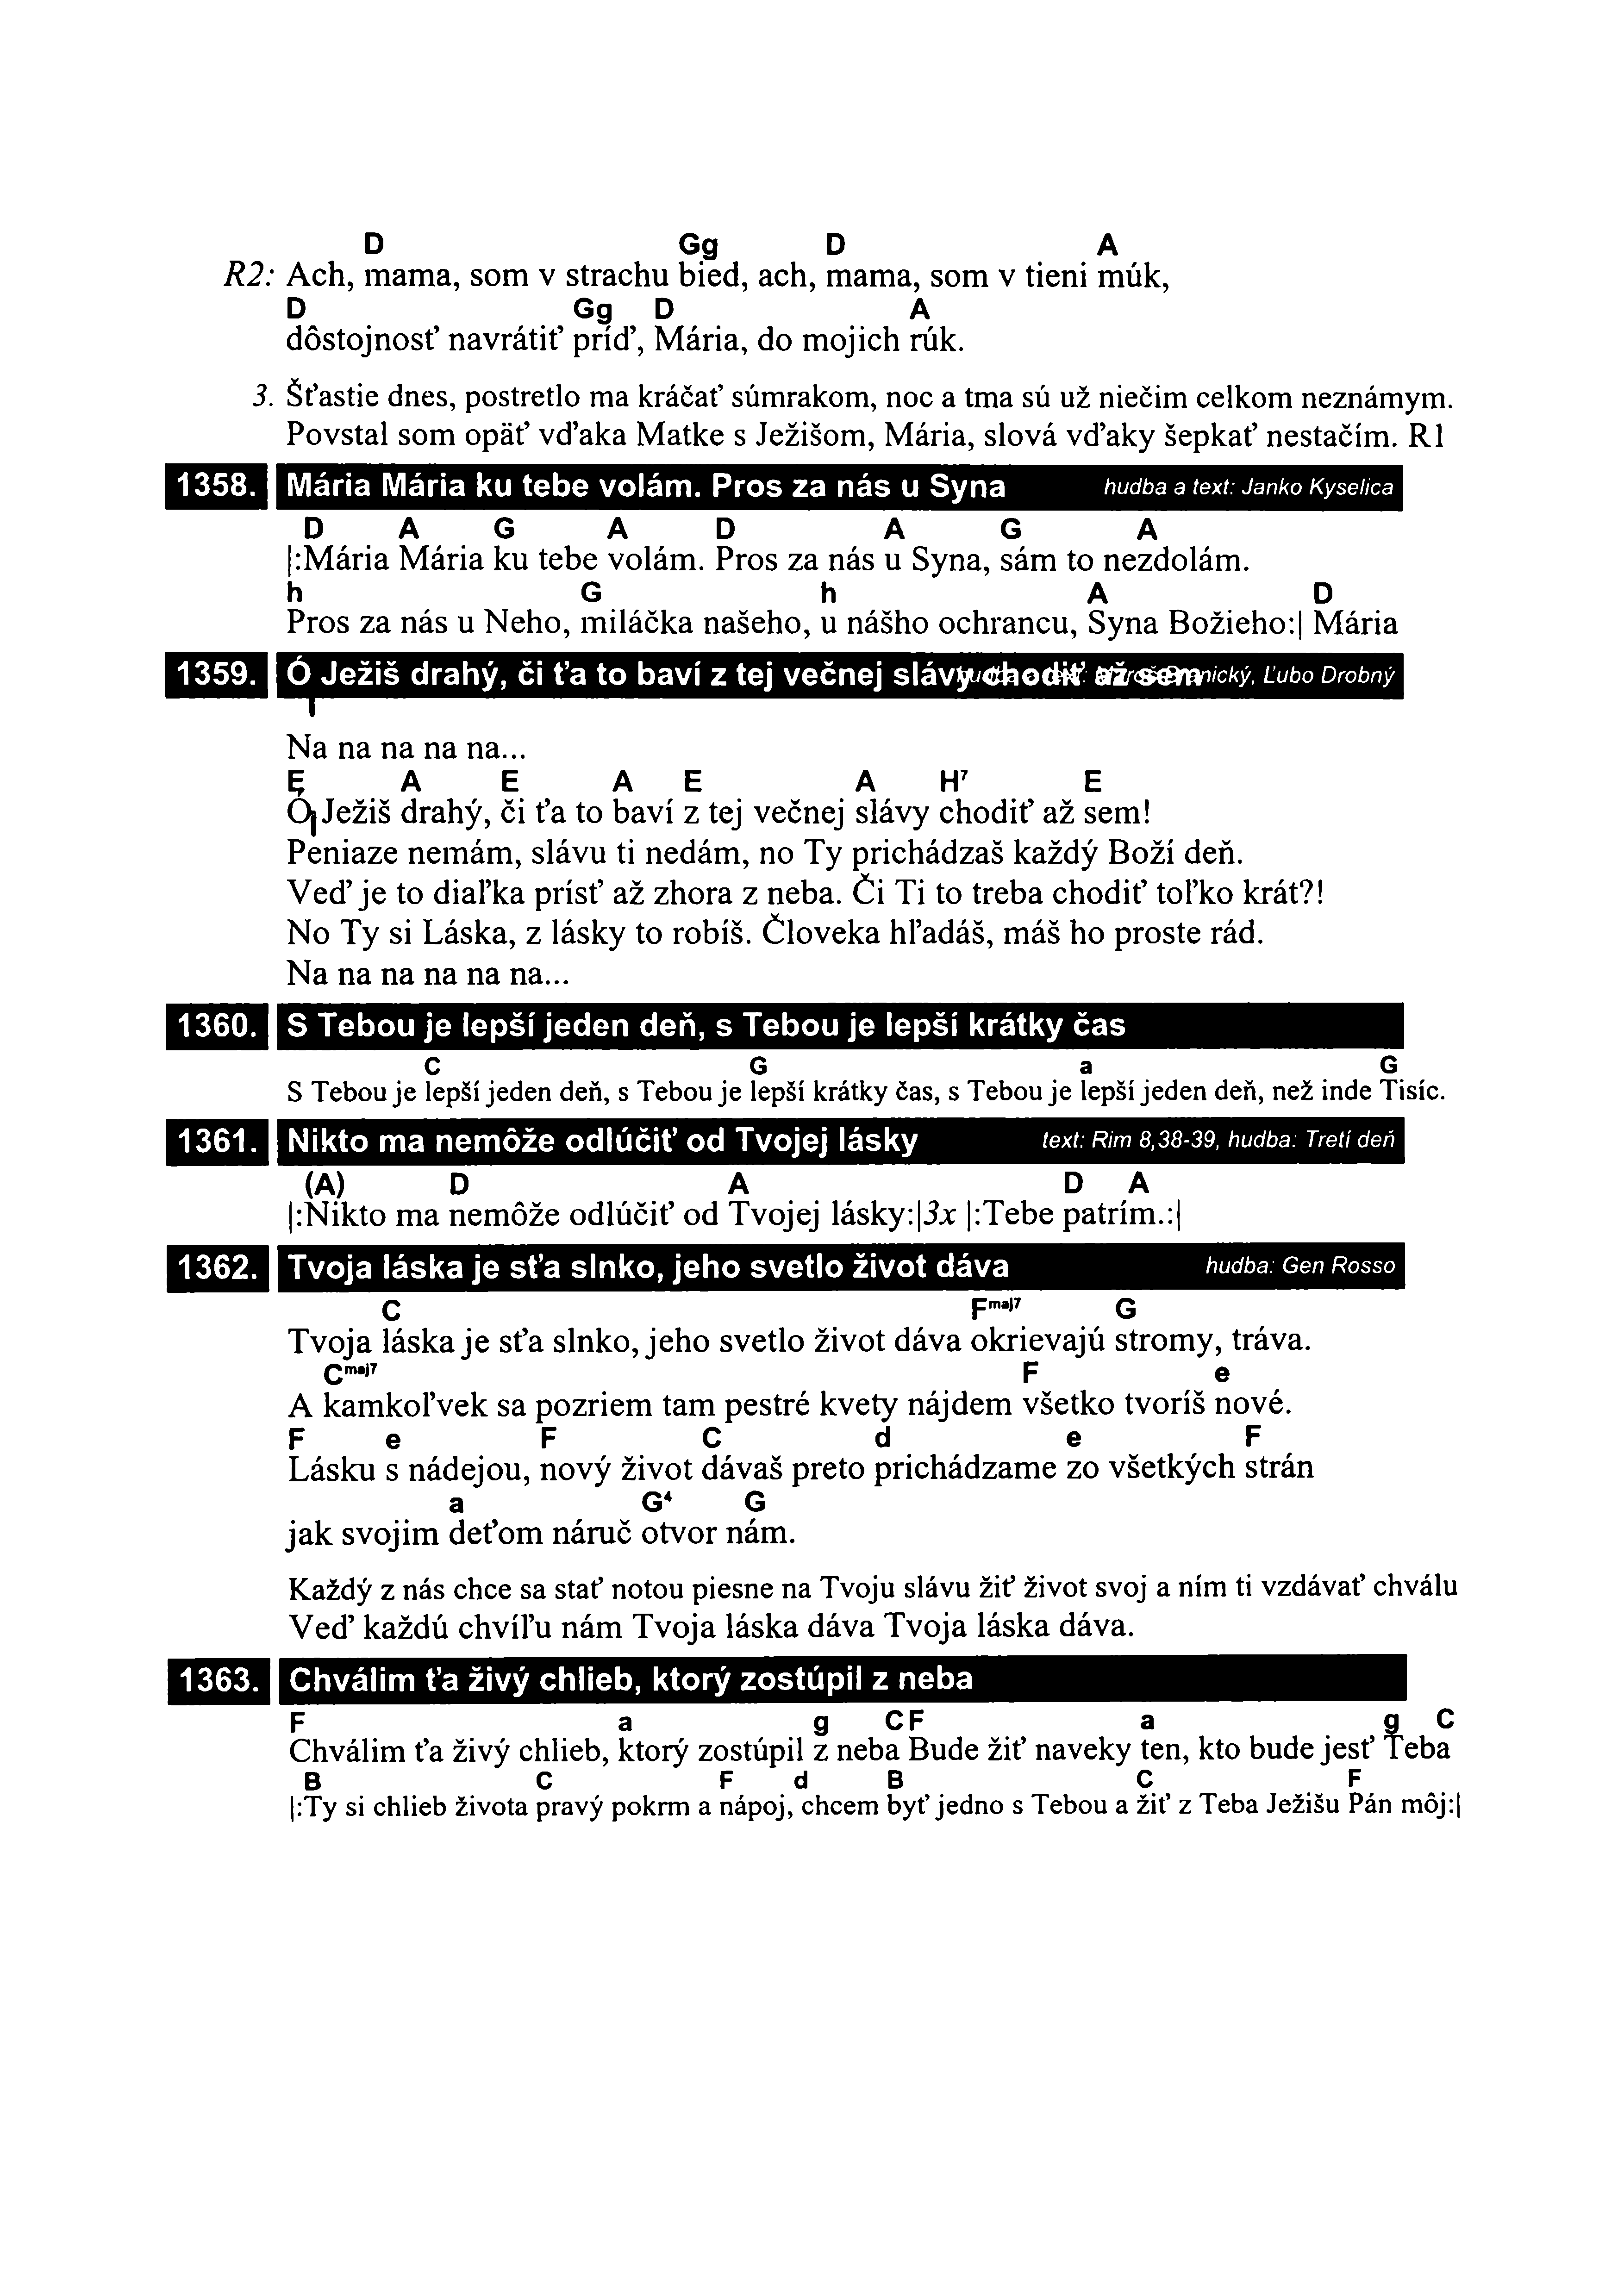 D Gg D A
R2: Ach, mama, som v strachu bied, ach, mama, som v tieni múk,
D Gg D A
dôstojnosť navrátiť príď, Mária, do mojich rúk.
3. Šťastie dnes, postretlo ma kráčať súmrakom, noc a tma sú už niečim celkom neznámym.
Povstal som opäť vďaka Matke s Ježišom, Mária, slová vďaky šepkať nestačím. R1
1358. Mária Mária ku tebe volám. Pros za nás u Syna hudba a text: Janko Kyselica
D A G A D A G A
|:Mária Mária ku tebe volám. Pros za nás u Syna, sám to nezdolám.
h G h A D
Pros za nás u Neho, miláčka našeho, u nášho ochrancu, Syna Božieho:| Mária
1359. Ó Ježiš drahý, či ťa to baví z tej večnej slávy chodiť až sem Ľubo Drobný
Na na na na na...
E A E A E A H7 E
Ó Ježiš drahý, či ťa to baví z tej večnej slávy chodiť až sem!
Peniaze nemám, slávu ti nedám, no Ty prichádzaš každý Boží deň.
Veď je to diaľka prísť až zhora z neba. Či Ti to treba chodiť toľko krát?!
No Ty si Láska, z lásky to robíš. Človeka hľadáš, máš ho proste rád.
Na na na na na na...
1360. S Tebou je lepší jeden deň, s Tebou je lepší krátky čas
C G a G
S Tebou je lepší jeden deň, s Tebou je lepší krátky čas, s Tebou je lepší jeden deň, než inde Tisíc.
1361. Nikto ma nemôže odlúčiť od Tvojej lásky text: Rim 8,38-39, hudba: Tretí deň
(A) D A D A
|:Nikto ma nemôže odlúčiť od Tvojej lásky:|3x |:Tebe patrím.:|
1362. Tvoja láska je sťa slnko, jeho svetlo život dáva hudba: Gen Rosso
C Fmaj7 G
Tvoja láska je sťa slnko, jeho svetlo život dáva okrievajú stromy, tráva.
Cmaj7 F e
A kamkoľvek sa pozriem tam pestré kvety nájdem všetko tvoríš nové.
F e F C d e F
Lásku s nádejou, nový život dávaš preto prichádzame zo všetkých strán
a G4 G
jak svojim deťom náruč otvor nám.
Každý z nás chce sa stať notou piesne na Tvoju slávu žiť život svoj a ním ti vzdávať chválu
Veď každú chvíľu nám Tvoja láska dáva Tvoja láska dáva.
1363. Chválim ťa živý chlieb, ktorý zostúpil z neba
F a g C F a g C
Chválim ťa živý chlieb, ktorý zostúpil z neba Bude žiť naveky ten, kto bude jesť Teba
B C F d B C F
|:Ty si chlieb života pravý pokrm a nápoj, chcem byť jedno s Tebou a žiť z Teba Ježišu Pán môj:|